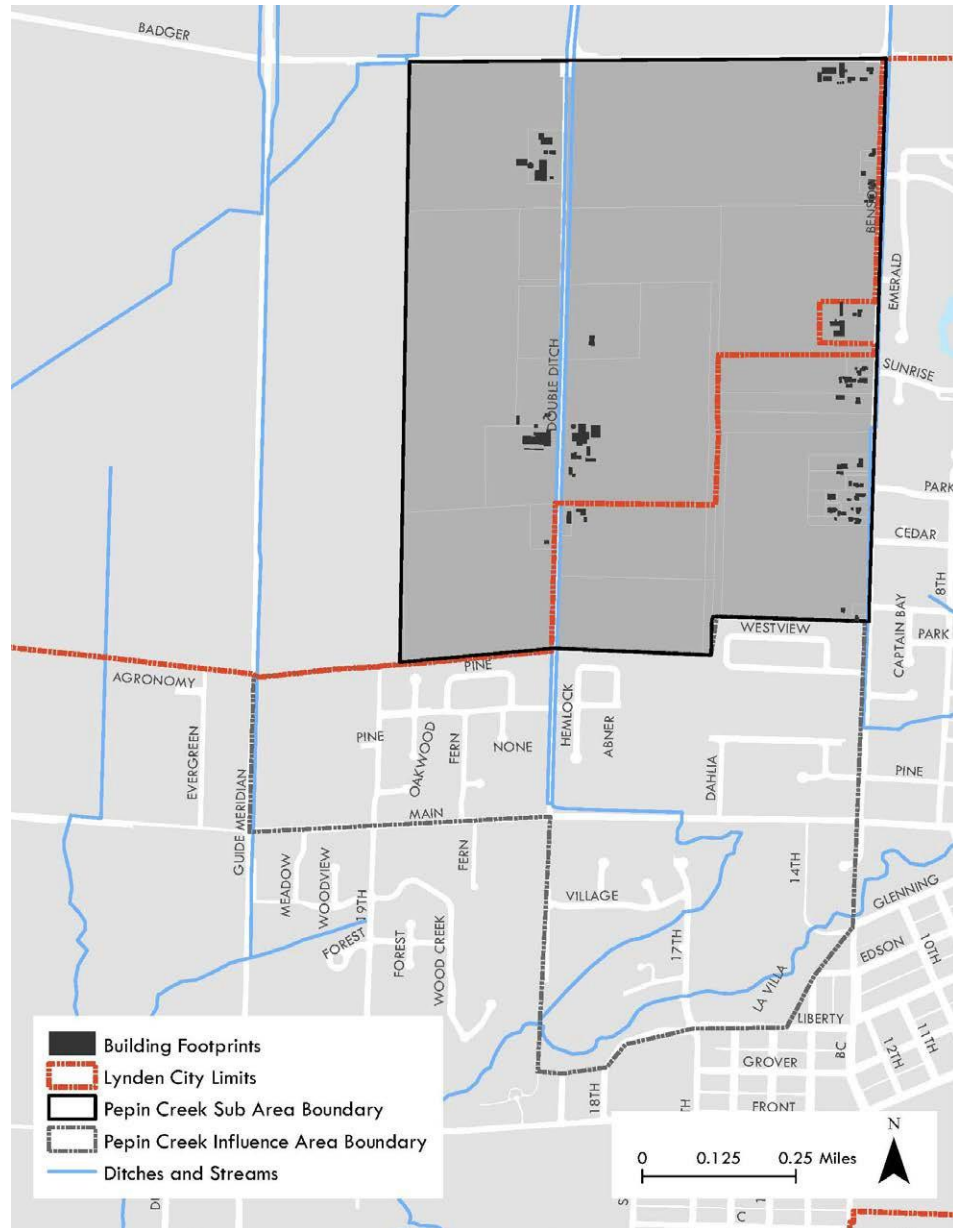 BADGER
BENSON
EMERALD
DOUBLE DITCH
SUNRISE
PARK
CEDAR
8TH
CAPTAIN BAY
WESTVIEW
PARK
PINE
AGRONOMY
EVERGREEN
PINE
OAKWOOD
FERN
NONE
HEMLOCK
ABNER
DAHLIA
PINE
GUIDE MERIDIAN
MAIN
MEADOW
WOODVIEW
19TH
FERN
VILLAGE
14TH
GLENNING
FOREST
FOREST
WOOD CREEK
17TH
LA VILLA
EDSON
10TH
LIBERTY
BC
11TH
12TH
GROVER
18TH
TH
FRONT
Building Footprints
Lynden City Limits
Pepin Creek Sub Area Boundary
Pepin Creek Influence Area Boundary
Ditches and Streams
N
0 0.125 0.25 Miles
DI
S
1
C